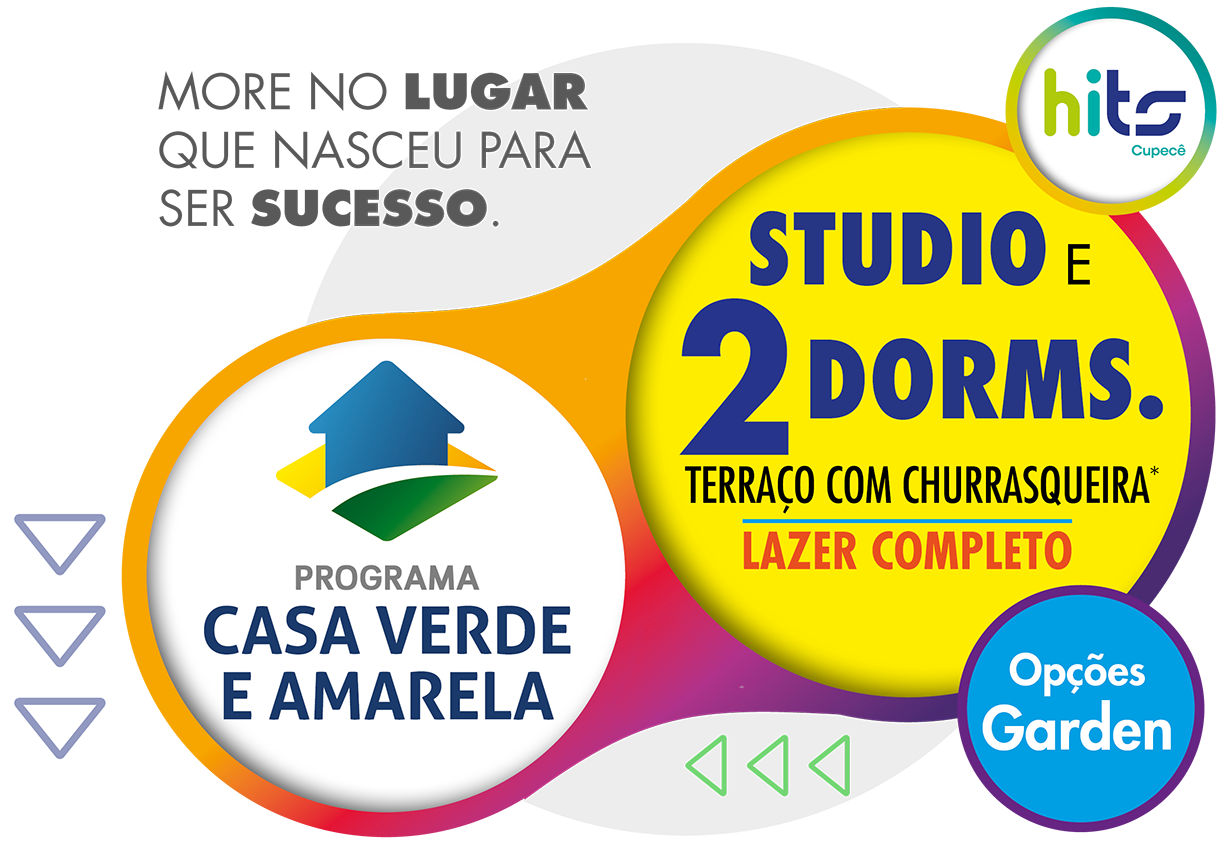 MORE NO LUGAR
QUE NASCEU PARA
SER SUCESSO.
hits
Cupecê
STUDIO E
2 DORMS.
TERRAÇO COM CHURRASQUEIRA*
LAZER COMPLETO
PROGRAMA
CASA VERDE
E AMARELA
Opções
Garden